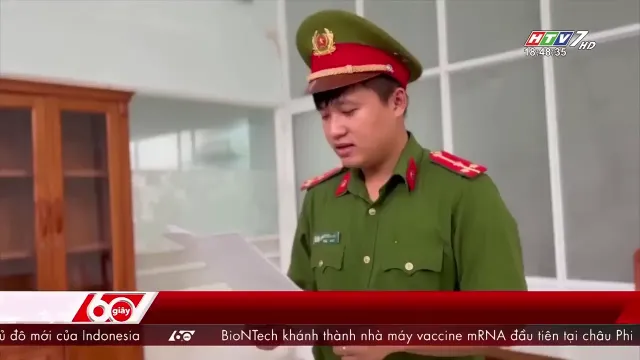 HTV7 HD
18:48:35
60 giây
ủ đô mới của Indonesia 60 BioNTech khánh thành nhà máy vaccine mRNA đầu tiên tại châu Phi